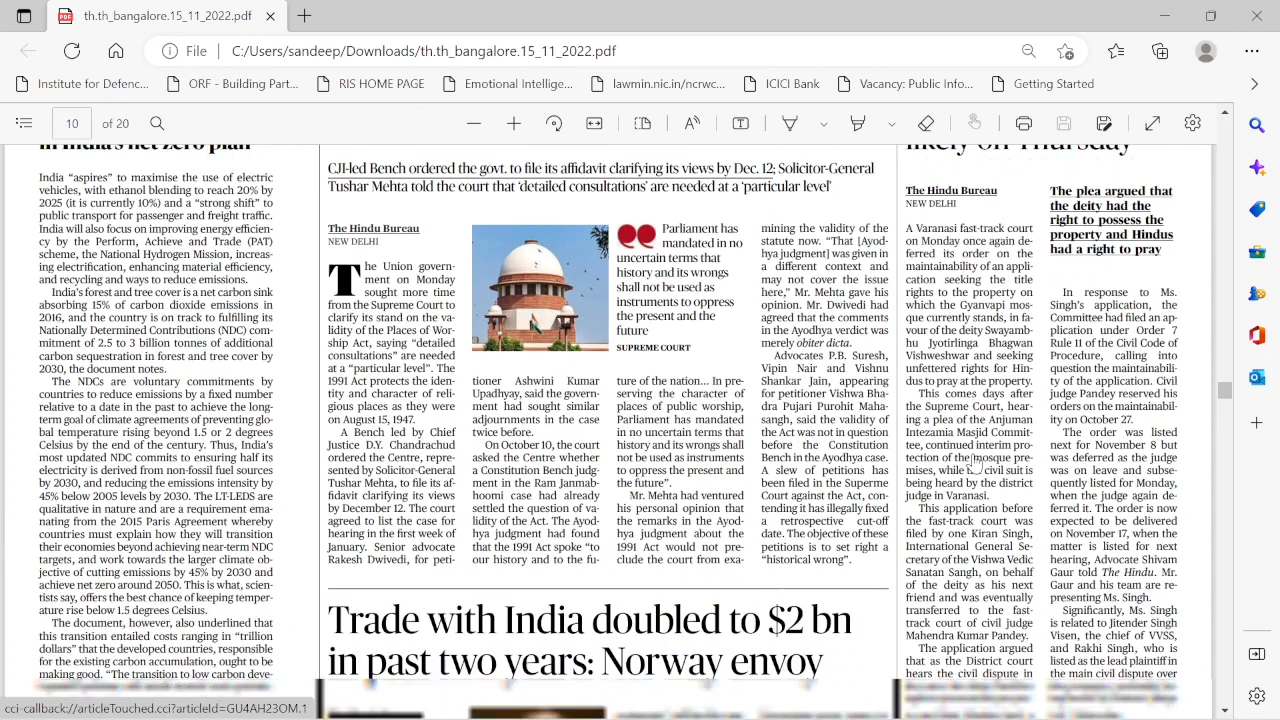 th.th_bangalore.15_11_2022.pdf
File
C:/Users/sandeep/Downloads/th.th_bangalore.15_11_2022.pdf
Institute for Defenc...
ORF - Building Part...
RIS HOME PAGE
Emotional Intellige...
lawmin.nic.in/ncrwc...
ICICI Bank
Vacancy: Public Info...
Getting Started
10
of 20
in India's net zero plan
India “aspires” to maximise the use of electric
vehicles, with ethanol blending to reach 20% by
2025 (it is currently 10%) and a “strong shift” to
public transport for passenger and freight traffic.
India will also focus on improving energy efficien-
cy by the Perform, Achieve and Trade (PAT)
scheme, the National Hydrogen Mission, increas-
ing electrification, enhancing material efficiency,
and recycling and ways to reduce emissions.
India's forest and tree cover is a net carbon sink
absorbing 15% of carbon dioxide emissions in
2016, and the country is on track to fulfilling its
Nationally Determined Contributions (NDC) com-
mitment of 2.5 to 3 billion tonnes of additional
carbon sequestration in forest and tree cover by
2030, the document notes.
The NDCs are voluntary commitments by
countries to reduce emissions by a fixed number
relative to a date in the past to achieve the long-
term goal of climate agreements of preventing glo-
bal temperature rising beyond 1.5 or 2 degrees
Celsius by the end of the century. Thus, India's
most updated NDC commits to ensuring half its
electricity is derived from non-fossil fuel sources
by 2030, and reducing the emissions intensity by
45% below 2005 levels by 2030. The LT-LEDS are
qualitative in nature and are a requirement ema-
nating from the 2015 Paris Agreement whereby
countries must explain how they will transition
their economies beyond achieving near-term NDC
targets, and work towards the larger climate ob-
jective of cutting emissions by 45% by 2030 and
achieve net zero around 2050. This is what, scien-
tists say, offers the best chance of keeping temper-
ature rise below 1.5 degrees Celsius.
The document, however, also underlined that
this transition entailed costs ranging in “trillion
dollars” that the developed countries, responsible
for the existing carbon accumulation, ought to be
making good. “The transition to low carbon deve-
CJI-led Bench ordered the govt. to file its affidavit clarifying its views by Dec. 12; Solicitor-General
Tushar Mehta told the court that ‘detailed consultations’ are needed at a ‘particular level’
The Hindu Bureau
NEW DELHI
The Union govern-
ment on Monday
sought more time
from the Supreme Court to
clarify its stand on the va-
lidity of the Places of Wor-
ship Act, saying “detailed
consultations” are needed
at a “particular level”. The
1991 Act protects the iden-
tity and character of reli-
gious places as they were
on August 15, 1947.
A Bench led by Chief
Justice D.Y. Chandrachud
ordered the Centre, repre-
sented by Solicitor-General
Tushar Mehta, to file its af-
fidavit clarifying its views
by December 12. The court
agreed to list the case for
hearing in the first week of
January. Senior advocate
Rakesh Dwivedi, for peti-
tioner Ashwini Kumar
Upadhyay, said the govern-
ment had sought similar
adjournments in the case
twice before.
On October 10, the court
asked the Centre whether
a Constitution Bench judg-
ment in the Ram Janmab-
hoomi case had already
settled the question of va-
lidity of the Act. The Ayod-
hya judgment had found
that the 1991 Act spoke “to
our history and to the fu-
Parliament has
mandated in no
uncertain terms that
history and its wrongs
shall not be used as
instruments to oppress
the present and the
future
SUPREME COURT
ture of the nation... In pre-
serving the character of
places of public worship,
Parliament has mandated
in no uncertain terms that
history and its wrongs shall
not be used as instruments
to oppress the present and
the future”.
Mr. Mehta had ventured
his personal opinion that
the remarks in the Ayod-
hya judgment about the
1991 Act would not pre-
clude the court from exa-
mining the validity of the
statute now. “That [Ayod-
hya judgment] was given in
a different context and
may not cover the issue
here,” Mr. Mehta gave his
opinion. Mr. Dwivedi had
agreed that the comments
in the Ayodhya verdict was
merely obiter dicta.
Advocates P.B. Suresh,
Vipin Nair and Vishnu
Shankar Jain, appearing
for petitioner Vishwa Bha-
dra Pujari Purohit Maha-
sangh, said the validity of
the Act was not in question
before the Constitution
Bench in the Ayodhya case.
A slew of petitions has
been filed in the Superme
Court against the Act, con-
tending it has illegally fixed
a retrospective cut-off
date. The objective of these
petitions is to set right a
“historical wrong”.
Trade with India doubled to $2 bn
in past two years: Norway envoy
likely on Thursday
The Hindu Bureau
NEW DELHI
A Varanasi fast-track court
on Monday once again de-
ferred its order on the
maintainability of an appli-
cation seeking the title
rights to the property on
which the Gyanvapi mos-
que currently stands, in fa-
vour of the deity Swayamb-
hu Jyotirlingа Bhagwan
Vishweshwar and seeking
unfettered rights for Hin-
dus to pray at the property.
This comes days after
the Supreme Court, hear-
ing a plea of the Anjuman
Intezamia Masjid Commit-
tee, continued interim pro-
tection of the mosque pre-
mises, while civil suit is
being heard by the district
judge in Varanasi.
This application before
the fast-track court was
filed by one Kiran Singh,
International General Se-
cretary of the Vishwa Vedic
Sanatan Sangh, on behalf
of the deity as his next
friend and was eventually
transferred to the fast-
track court of civil judge
Mahendra Kumar Pandey.
The application argued
that as the District court
hears the civil dispute in
The plea argued that
the deity had the
right to possess the
property and Hindus
had a right to pray
In response to Ms.
Singh's application, the
Committee had filed an ap-
plication under Order 7
Rule 11 of the Civil Code of
Procedure, calling into
question the maintainabili-
ty of the application. Civil
judge Pandey reserved his
orders on the maintainabil-
ity on October 27.
The order was listed
next for November 8 but
was deferred as the judge
was on leave and subse-
quently listed for Monday,
when the judge again de-
ferred it. The order is now
expected to be delivered
on November 17, when the
matter is listed for next
hearing, Advocate Shivam
Gaur told The Hindu. Mr.
Gaur and his team are re-
presenting Ms. Singh.
Significantly, Ms. Singh
is related to Jitender Singh
Visen, the chief of VVSS,
and Rakhi Singh, who is
listed as the lead plaintiff in
the main civil dispute over
cci-callback://articleTouched.cci?articleId=GU4AH23OM.1